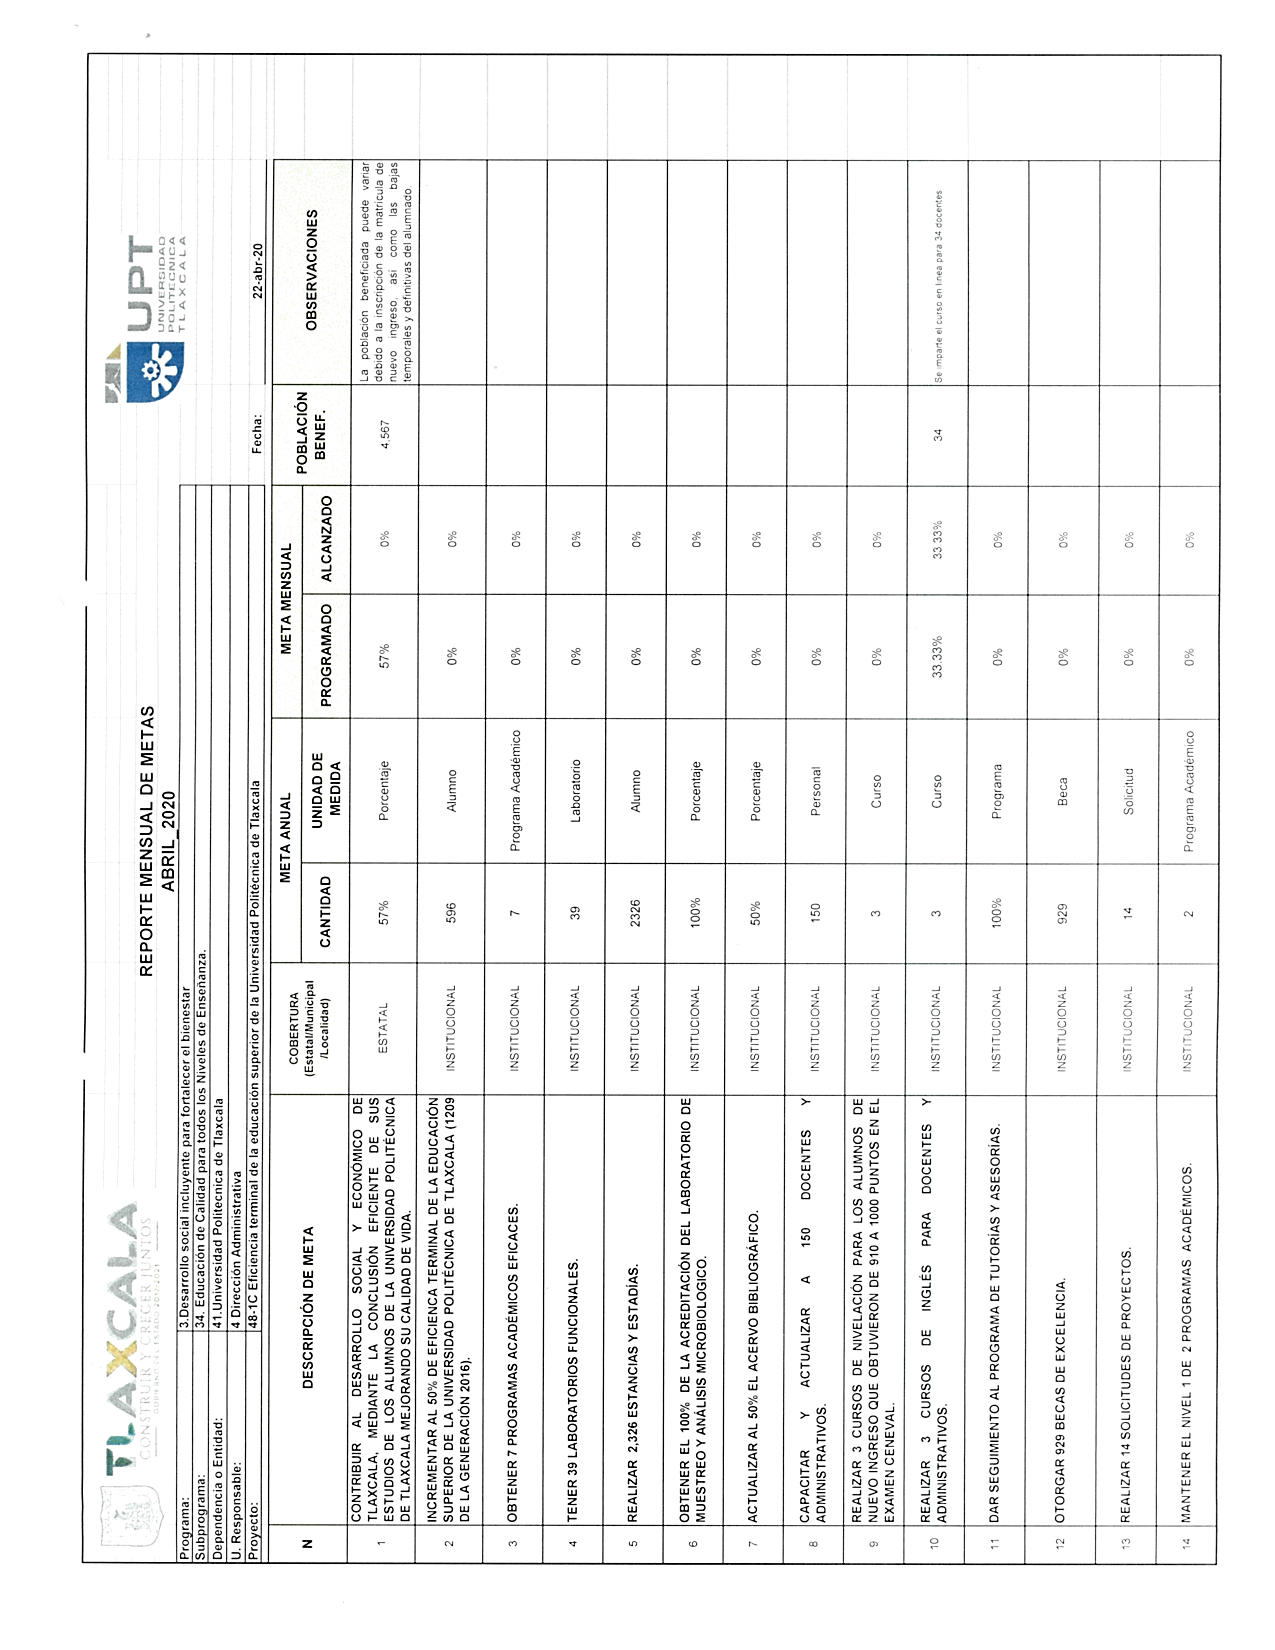 TLAXCALA
CONSTRUIR Y CRECER JUNTOS
UPT
UNIVERSIDAD
POLITECNICA
TLAXCALA
REPORTE MENSUAL DE METAS
ABRIL_2020
Programa: 3.Desarrollo social incluyente para fortalecer el bienestar
Subprograma: 34. Educación de Calidad para todos los Niveles de Enseñanza.
Dependencia o Entidad: 41.Universidad Politecnica de Tlaxcala
U. Responsable: 4 Dirección Administrativa
Proyecto: 48-1C Eficiencia terminal de la educación superior de la Universidad Politécnica de Tlaxcala Fecha: 22-abr-20
N DESCRIPCIÓN DE META COBERTURA (Estatal/Municipal /Localidad) META ANUAL META MENSUAL POBLACIÓN BENEF. OBSERVACIONES
CANTIDAD UNIDAD DE MEDIDA PROGRAMADO ALCANZADO
1 CONTRIBUIR AL DESARROLLO SOCIAL Y ECONÓMICO DE
TLAXCALA, MEDIANTE LA CONCLUSIÓN EFICIENTE DE SUS
ESTUDIOS DE LOS ALUMNOS DE LA UNIVERSIDAD POLITÉCNICA
DE TLAXCALA MEJORANDO SU CALIDAD DE VIDA.
ESTATAL 57% Porcentaje 57% 0% 4.567
La población beneficiada puede variar
debido a la inscripción de la matrícula de
nuevo ingreso, así como las bajas
temporales y definitivas del alumnado.
2 INCREMENTAR AL 50% DE EFICIENCA TERMINAL DE LA EDUCACIÓN
SUPERIOR DE LA UNIVERSIDAD POLITÉCNICA DE TLAXCALA (1209
DE LA GENERACIÓN 2016).
INSTITUCIONAL 596 Alumno 0% 0%
3 OBTENER 7 PROGRAMAS ACADÉMICOS EFICACES. INSTITUCIONAL 7 Programa Académico 0% 0%
4 TENER 39 LABORATORIOS FUNCIONALES. INSTITUCIONAL 39 Laboratorio 0% 0%
5 REALIZAR 2,326 ESTANCIAS Y ESTADÍAS. INSTITUCIONAL 2326 Alumno 0% 0%
6 OBTENER EL 100% DE LA ACREDITACIÓN DEL LABORATORIO DE
MUESTREO Y ANÁLISIS MICROBIOLOGICO.
INSTITUCIONAL 100% Porcentaje 0% 0%
7 ACTUALIZAR AL 50% EL ACERVO BIBLIOGRÁFICO. INSTITUCIONAL 50% Porcentaje 0% 0%
8 CAPACITAR Y ACTUALIZAR A 150 DOCENTES Y
ADMINISTRATIVOS.
INSTITUCIONAL 150 Personal 0% 0%
9 REALIZAR 3 CURSOS DE NIVELACIÓN PARA LOS ALUMNOS DE
NUEVO INGRESO QUE OBTUVIERON DE 910 A 1000 PUNTOS EN EL
EXAMEN CENEVAL.
INSTITUCIONAL 3 Curso 0% 0%
10 REALIZAR 3 CURSOS DE INGLÉS PARA DOCENTES Y
ADMINISTRATIVOS.
INSTITUCIONAL 3 Curso 33.33% 33.33% 34 Se imparte el curso en línea para 34 docentes
11 DAR SEGUIMIENTO AL PROGRAMA DE TUTORÍAS Y ASESORÍAS. INSTITUCIONAL 100% Programa 0% 0%
12 OTORGAR 929 BECAS DE EXCELENCIA. INSTITUCIONAL 929 Beca 0% 0%
13 REALIZAR 14 SOLICITUDES DE PROYECTOS. INSTITUCIONAL 14 Solicitud 0% 0%
14 MANTENER EL NIVEL 1 DE 2 PROGRAMAS ACADÉMICOS. INSTITUCIONAL 2 Programa Académico 0% 0%